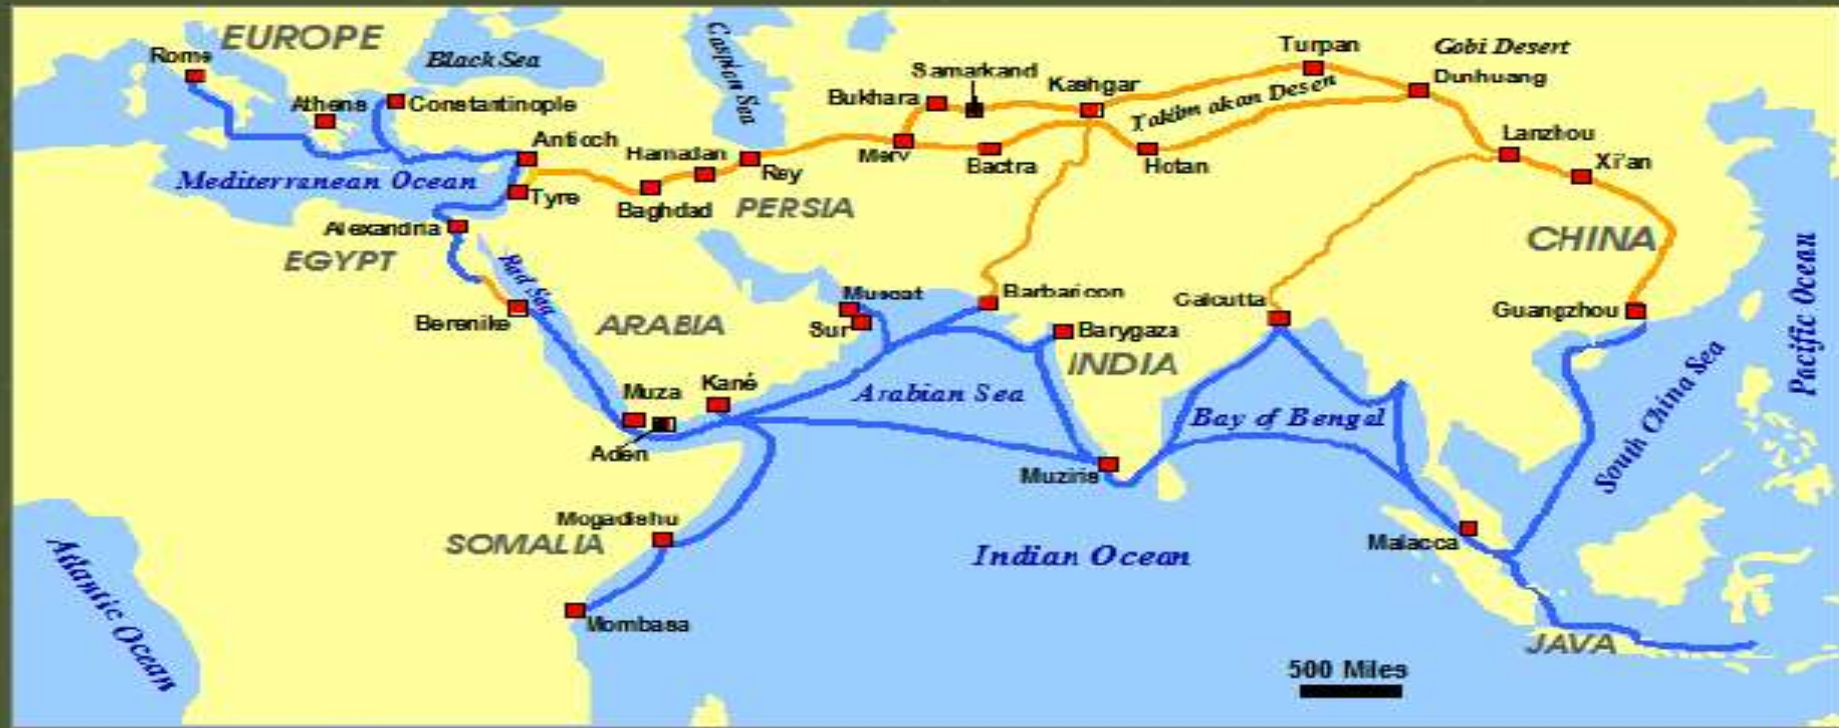 EUROPE
Rome
Black Sea
Caspian Sea
Athens
Constantinople
Antioch
Hamadan
Rey
Mediterranean Ocean
Tyre
Baghdad
PERSIA
Alexandria
EGYPT
Red Sea
Berenike
ARABIA
Muscat
Sur
Muza
Kané
Aden
Samarkand
Bukhara
Kashgar
Merv
Bactra
Hotan
Turpan
Gobi Desert
Dunhuang
Lanzhou
Xi'an
CHINA
Guangzhou
Barbaricon
Calcutta
Barygaza
INDIA
Arabian Sea
Bay of Bengal
Muziris
South China Sea
Pacific Ocean
Mogadishu
SOMALIA
Mombasa
Atlantic Ocean
Indian Ocean
Malacca
JAVA
500 Miles